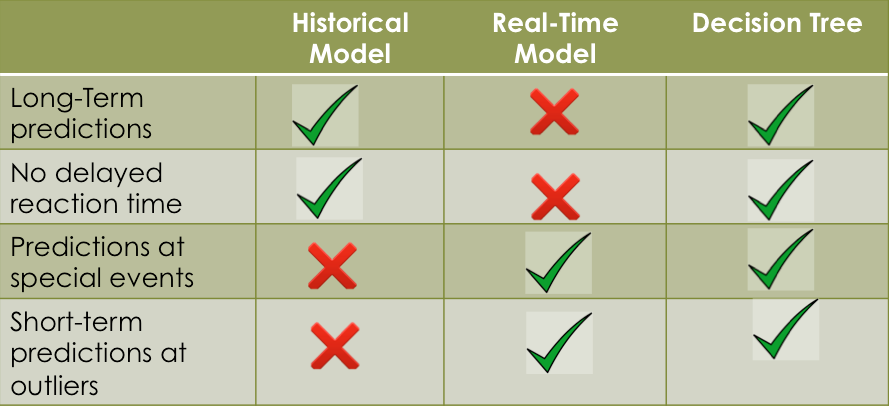 Historical Model
Real-Time Model
Decision Tree
Long-Term
predictions
No delayed
reaction time
Predictions at
special events
Short-term
predictions at
outliers